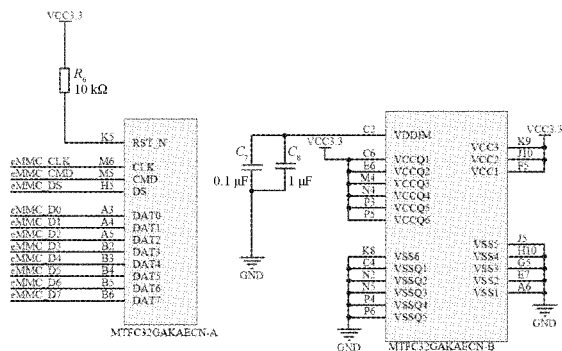 VCC3.3
R6
10 kΩ
K5 RST_N
eMMC_CLK M6 CLK
eMMC_CMD M5 CMD
eMMC_DS H5 DS
eMMC_D0 A3 DAT0
eMMC_D1 A4 DAT1
eMMC_D2 A5 DAT2
eMMC_D3 B2 DAT3
eMMC_D4 B3 DAT4
eMMC_D5 B4 DAT5
eMMC_D6 B5 DAT6
eMMC_D7 B6 DAT7
MTFC32GAKAECN-A
C7
0.1 μF
C8
1 μF
GND
VCC3.3
C2 VDDIM
C6 VCCQ1
E6 VCCQ2
M4 VCCQ3
N4 VCCQ4
P3 VCCQ5
P5 VCCQ6
K8 VSS6
C4 VSSQ1
N2 VSSQ2
N5 VSSQ3
P4 VSSQ4
P6 VSSQ5
GND
VCC3.3
VCC3 K9
VCC2 J10
VCC1 F5
VSS5 J5
VSS4 H10
VSS3 G5
VSS2 E7
VSS1 A6
GND
MTFC32GAKAECN-B